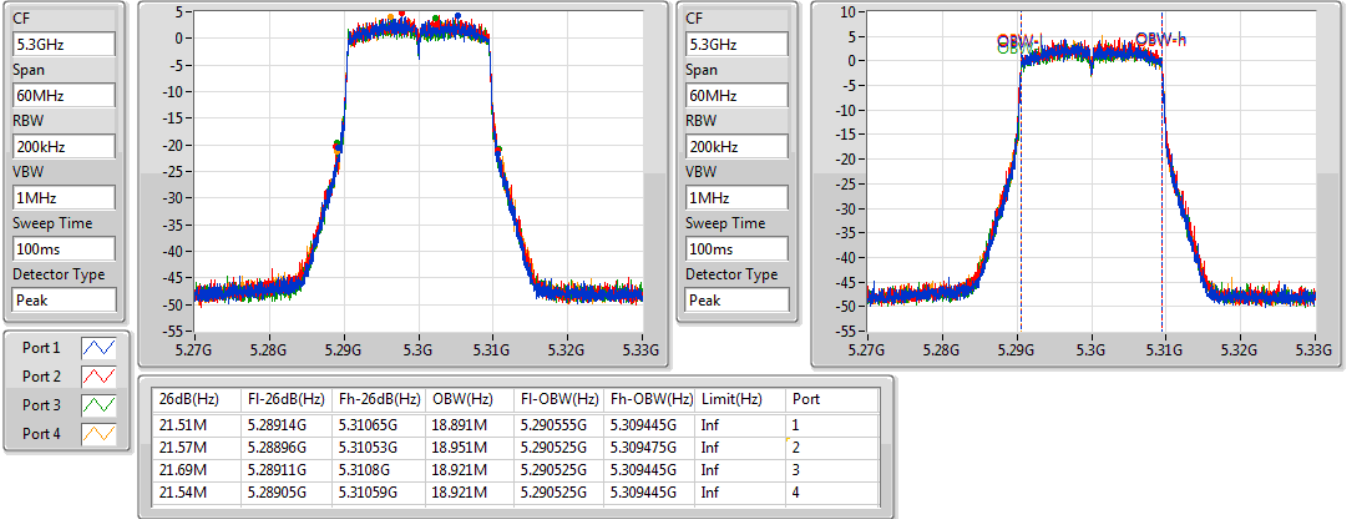 CF
5.3GHz
Span
60MHz
RBW
200kHz
VBW
1MHz
Sweep Time
100ms
Detector Type
Peak
5
0
-5
-10
-15
-20
-25
-30
-35
-40
-45
-50
-55
5.27G 5.28G 5.29G 5.3G 5.31G 5.32G 5.33G
CF
5.3GHz
Span
60MHz
RBW
200kHz
VBW
1MHz
Sweep Time
100ms
Detector Type
Peak
10
5
0
-5
-10
-15
-20
-25
-30
-35
-40
-45
-50
-55
OBW-l OBW-h
5.27G 5.28G 5.29G 5.3G 5.31G 5.32G 5.33G
Port 1
Port 2
Port 3
Port 4
26dB(Hz) Fl-26dB(Hz) Fh-26dB(Hz) OBW(Hz) Fl-OBW(Hz) Fh-OBW(Hz) Limit(Hz) Port
21.51M 5.28914G 5.31065G 18.891M 5.290555G 5.309445G Inf 1
21.57M 5.28896G 5.31053G 18.951M 5.290525G 5.309475G Inf 2
21.69M 5.28911G 5.3108G 18.921M 5.290525G 5.309445G Inf 3
21.54M 5.28905G 5.31059G 18.921M 5.290525G 5.309445G Inf 4